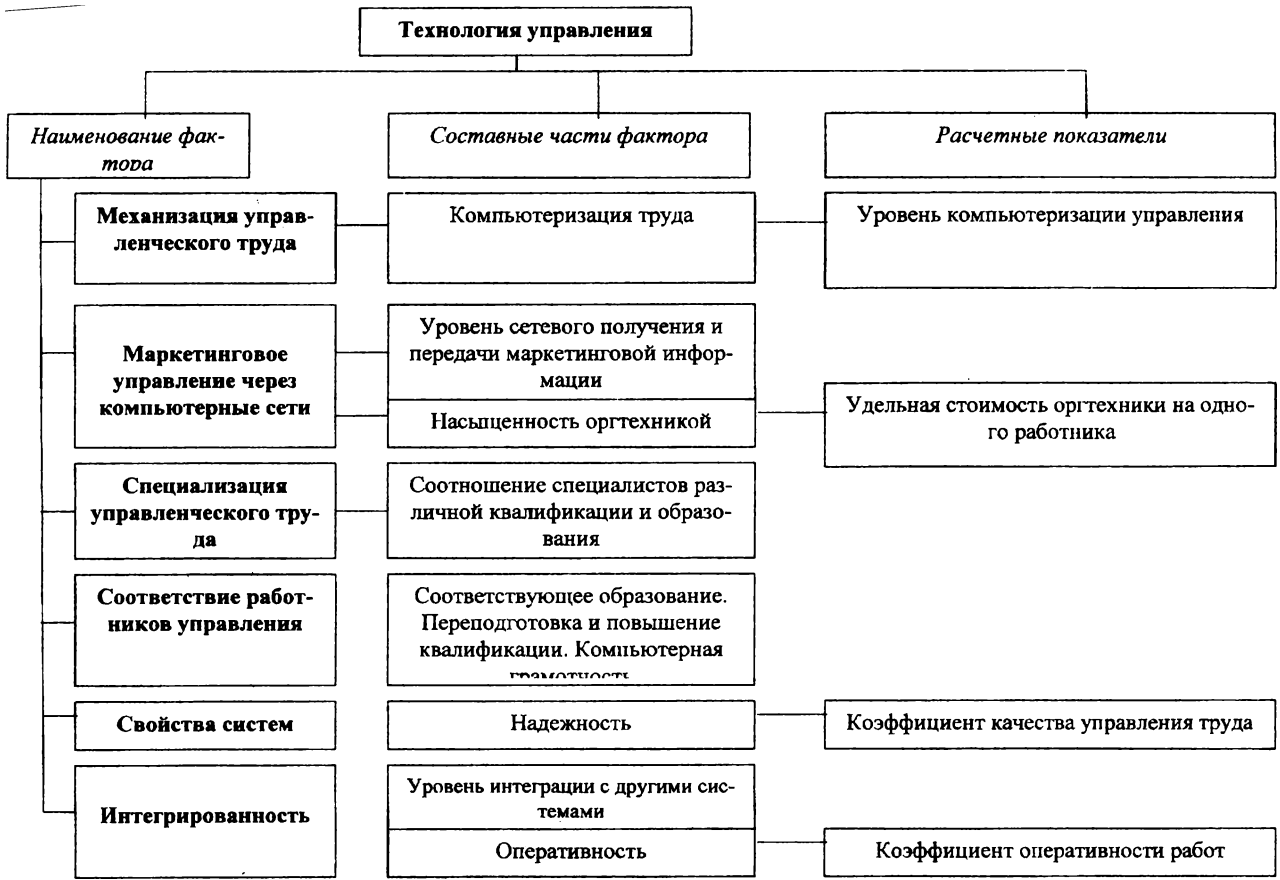 Технология управления
Наименование фак-
тора
Составные части фактора
Расчетные показатели
Механизация управ-
ленческого труда
Компьютеризация труда
Уровень компьютеризации управления
Маркетинговое
управление через
компьютерные сети
Уровень сетевого получения и
передачи маркетинговой инфор-
мации
Насыщенность оргтехникой
Удельная стоимость оргтехники на одно-
го работника
Специализация
управленческого тру-
да
Соотношение специалистов раз-
личной квалификации и образо-
вания
Соответствие работ-
ников управления
Соответствующее образование.
Переподготовка и повышение
квалификации. Компьютерная
грамотность
Свойства систем
Надежность
Коэффициент качества управления труда
Интегрированность
Уровень интеграции с другими сис-
темами
Оперативность
Коэффициент оперативности работ